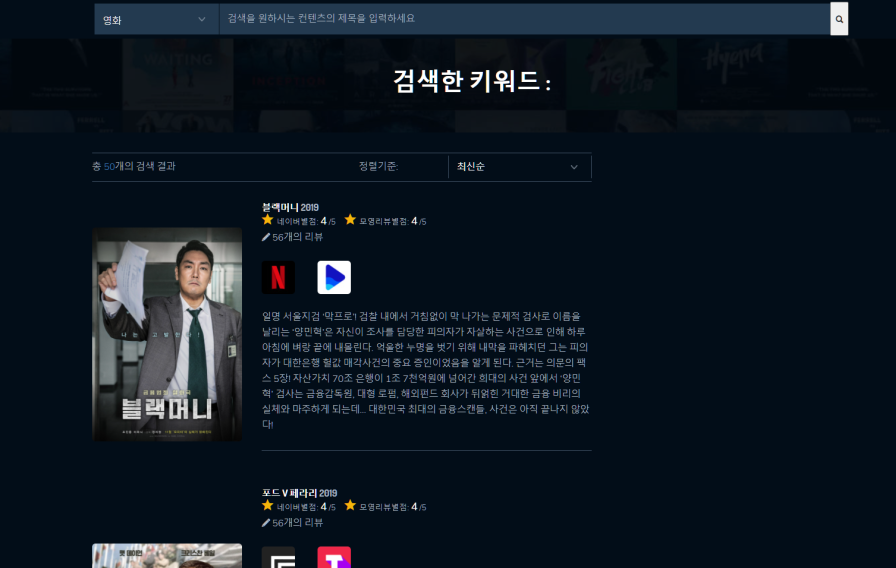 영화
검색을 원하시는 컨텐츠의 제목을 입력하세요
검색한 키워드 :
총 50개의 검색 결과
정렬기준:
최신순
블랙머니 2019
네이버별점: 4 /5 모영리뷰별점: 4 /5
56개의 리뷰
일명 서울지검 '막프로'! 검찰 내에서 거침없이 막 나가는 문제적 검사로 이름을
날리는 '양민혁'은 자신이 조사를 담당한 피의자가 자살하는 사건으로 인해 하루
아침에 벼랑 끝에 내몰린다. 억울한 누명을 벗기 위해 내막을 파헤치던 그는 피의
자가 대한은행 헐값 매각사건의 중요 증인이었음을 알게 된다. 근거는 의문의 팩
스 5장! 자산가치 70조 은행이 1조 7천억원에 넘어간 희대의 사건 앞에서 '양민
혁' 검사는 금융감독원, 대형 로펌, 해외펀드 회사가 뒤얽힌 거대한 금융 비리의
실체와 마주하게 되는데... 대한민국 최대의 금융스캔들, 사건은 아직 끝나지 않았
다!
나는 고발한다!
블랙머니
포드 V 페라리 2019
네이버별점: 4 /5 모영리뷰별점: 4 /5
56개의 리뷰
맷 데이먼
크리스찬 베일